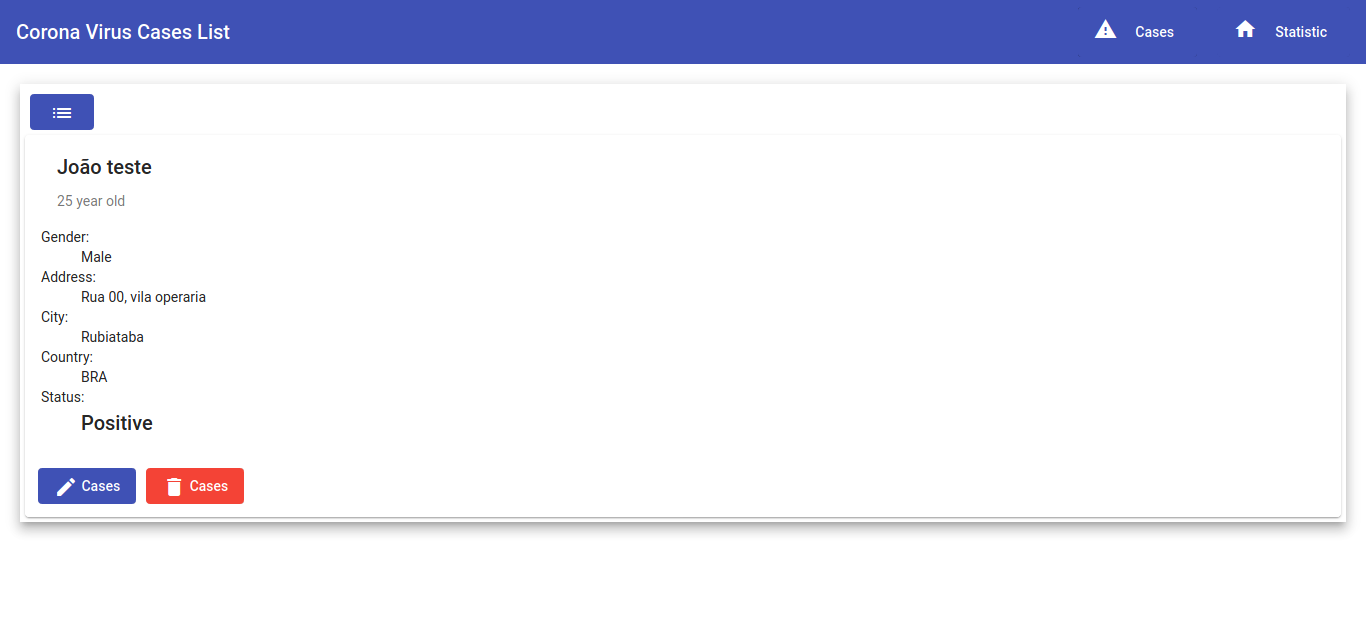 Corona Virus Cases List
Cases
Statistic
João teste
25 year old
Gender:
Male
Address:
Rua 00, vila operaria
City:
Rubiataba
Country:
BRA
Status:
Positive
Cases
Cases